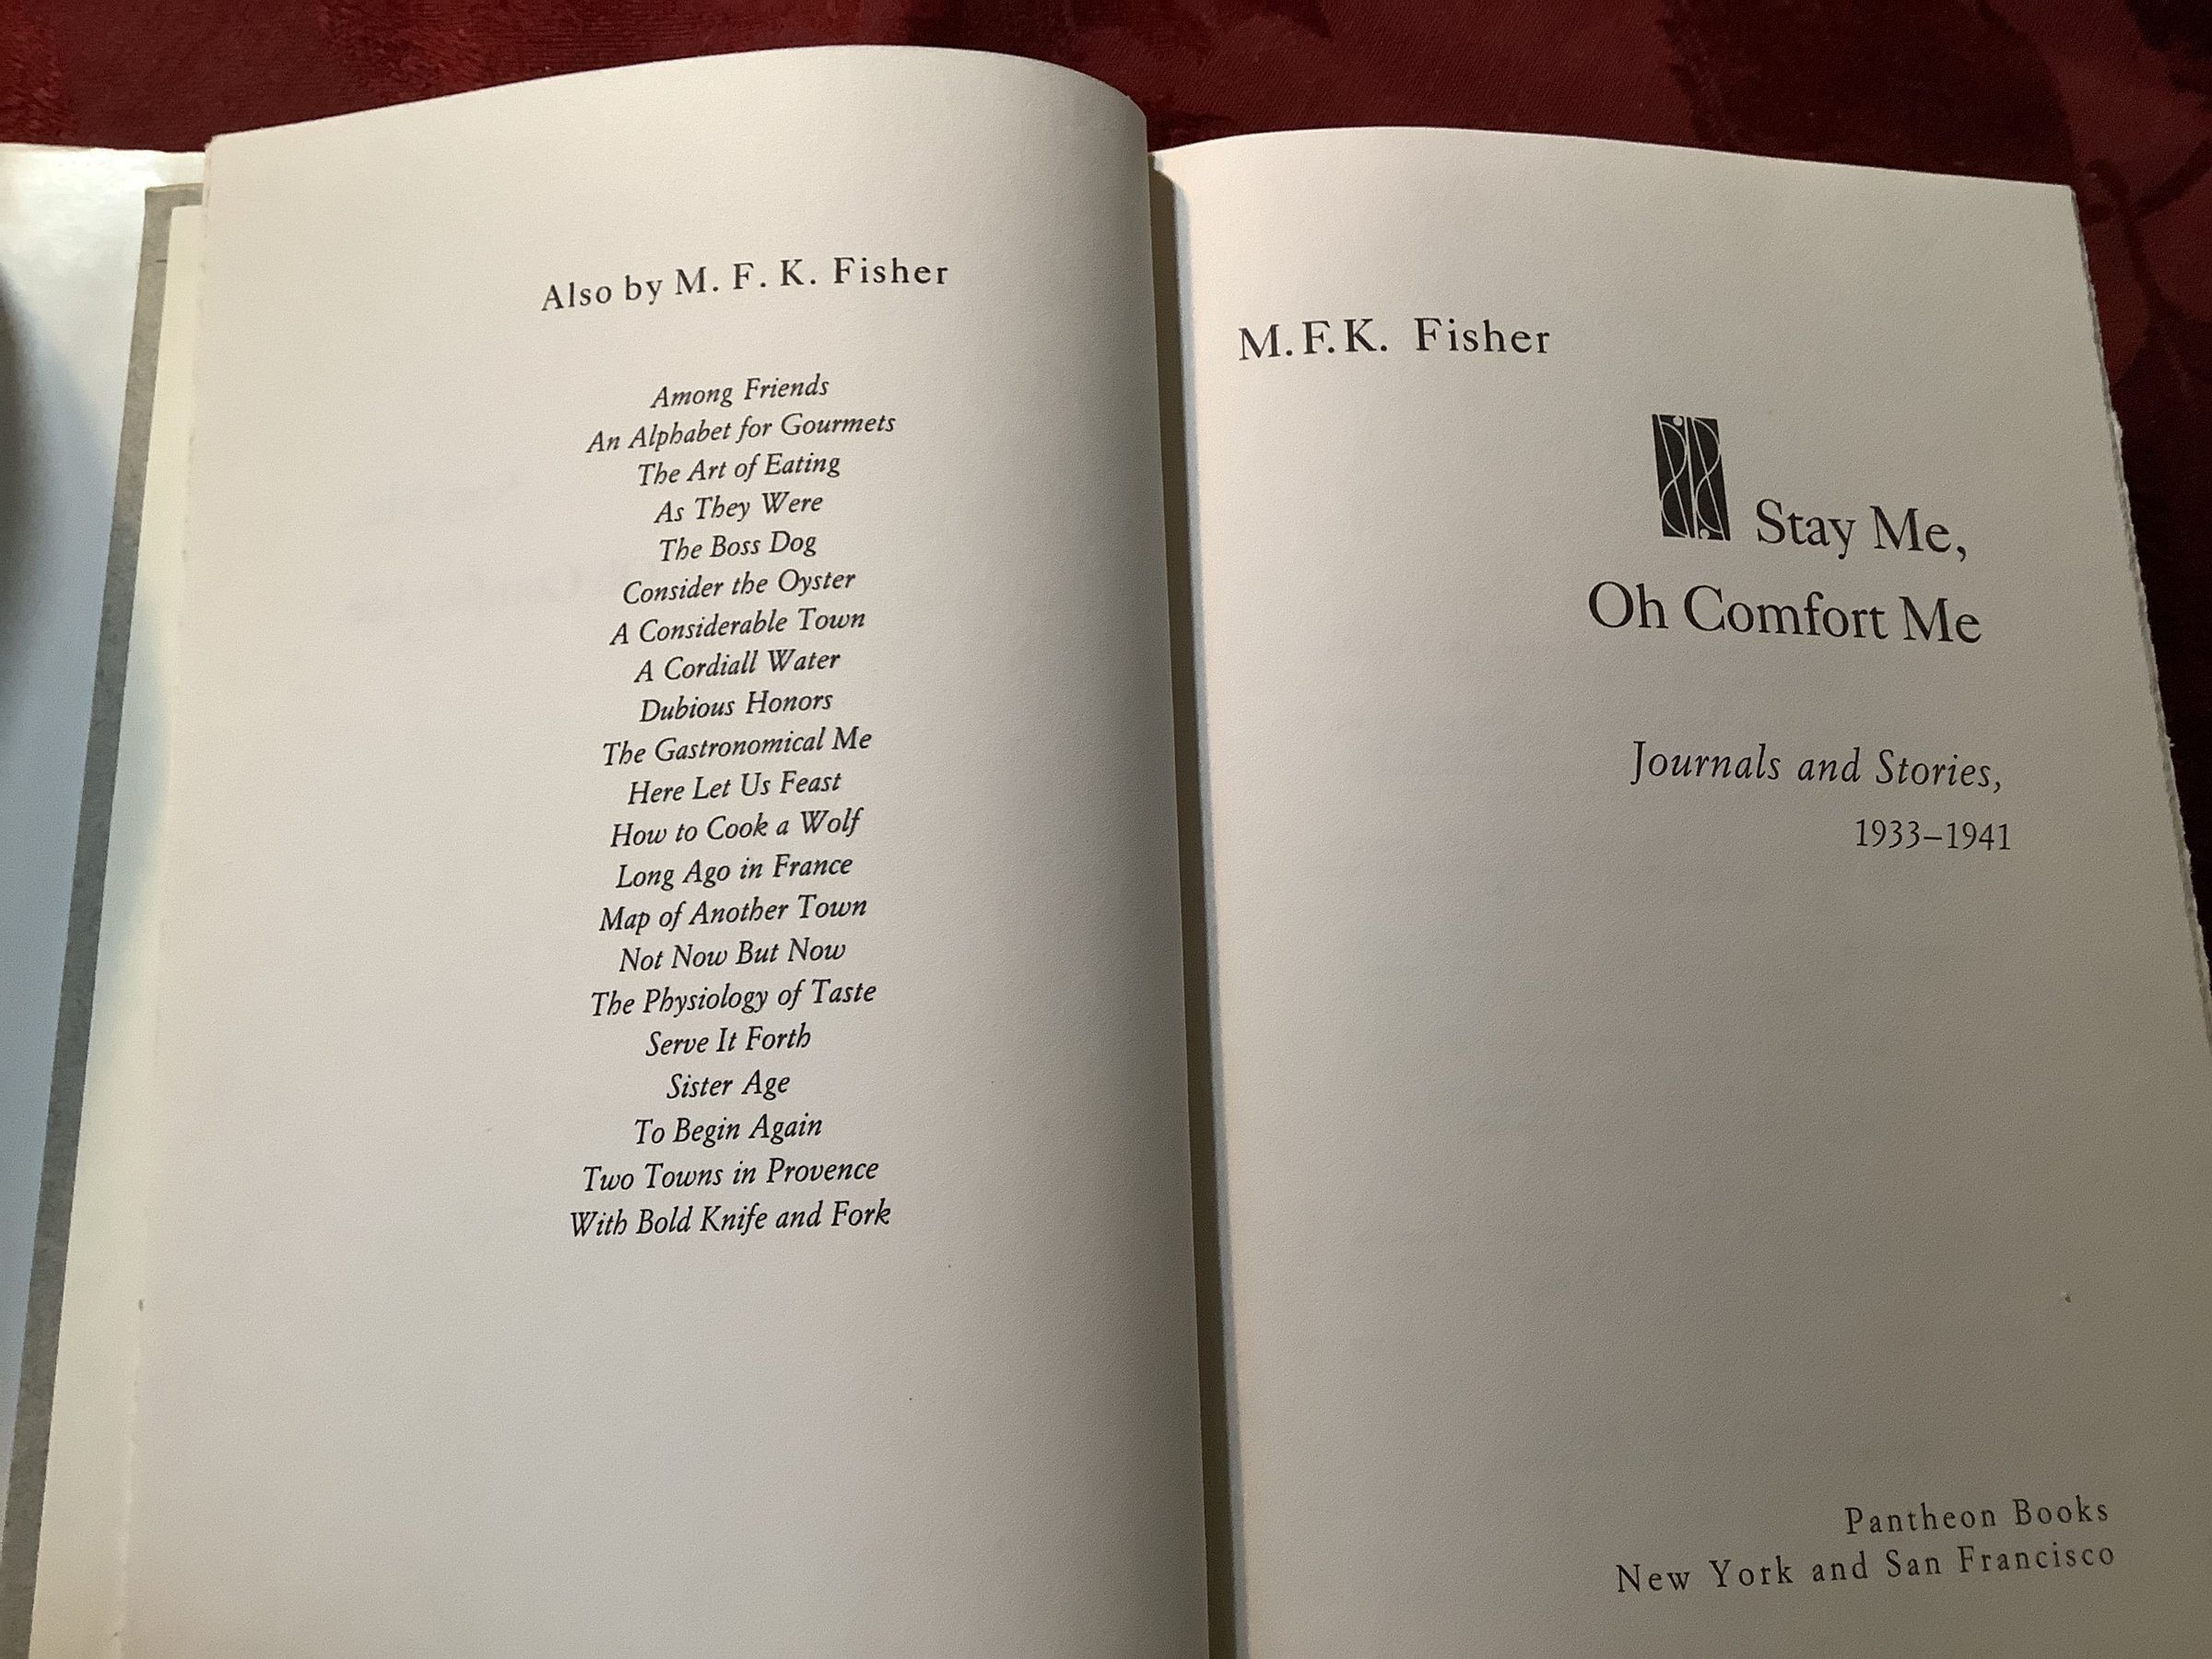 Also by M. F. K. Fisher
Among Friends
An Alphabet for Gourmets
The Art of Eating
As They Were
The Boss Dog
Consider the Oyster
A Considerable Town
A Cordiall Water
Dubious Honors
The Gastronomical Me
Here Let Us Feast
How to Cook a Wolf
Long Ago in France
Map of Another Town
Not Now But Now
The Physiology of Taste
Serve It Forth
Sister Age
To Begin Again
Two Towns in Provence
With Bold Knife and Fork
M.F.K. Fisher
Stay Me,
Oh Comfort Me
Journals and Stories,
1933–1941
Pantheon Books
New York and San Francisco